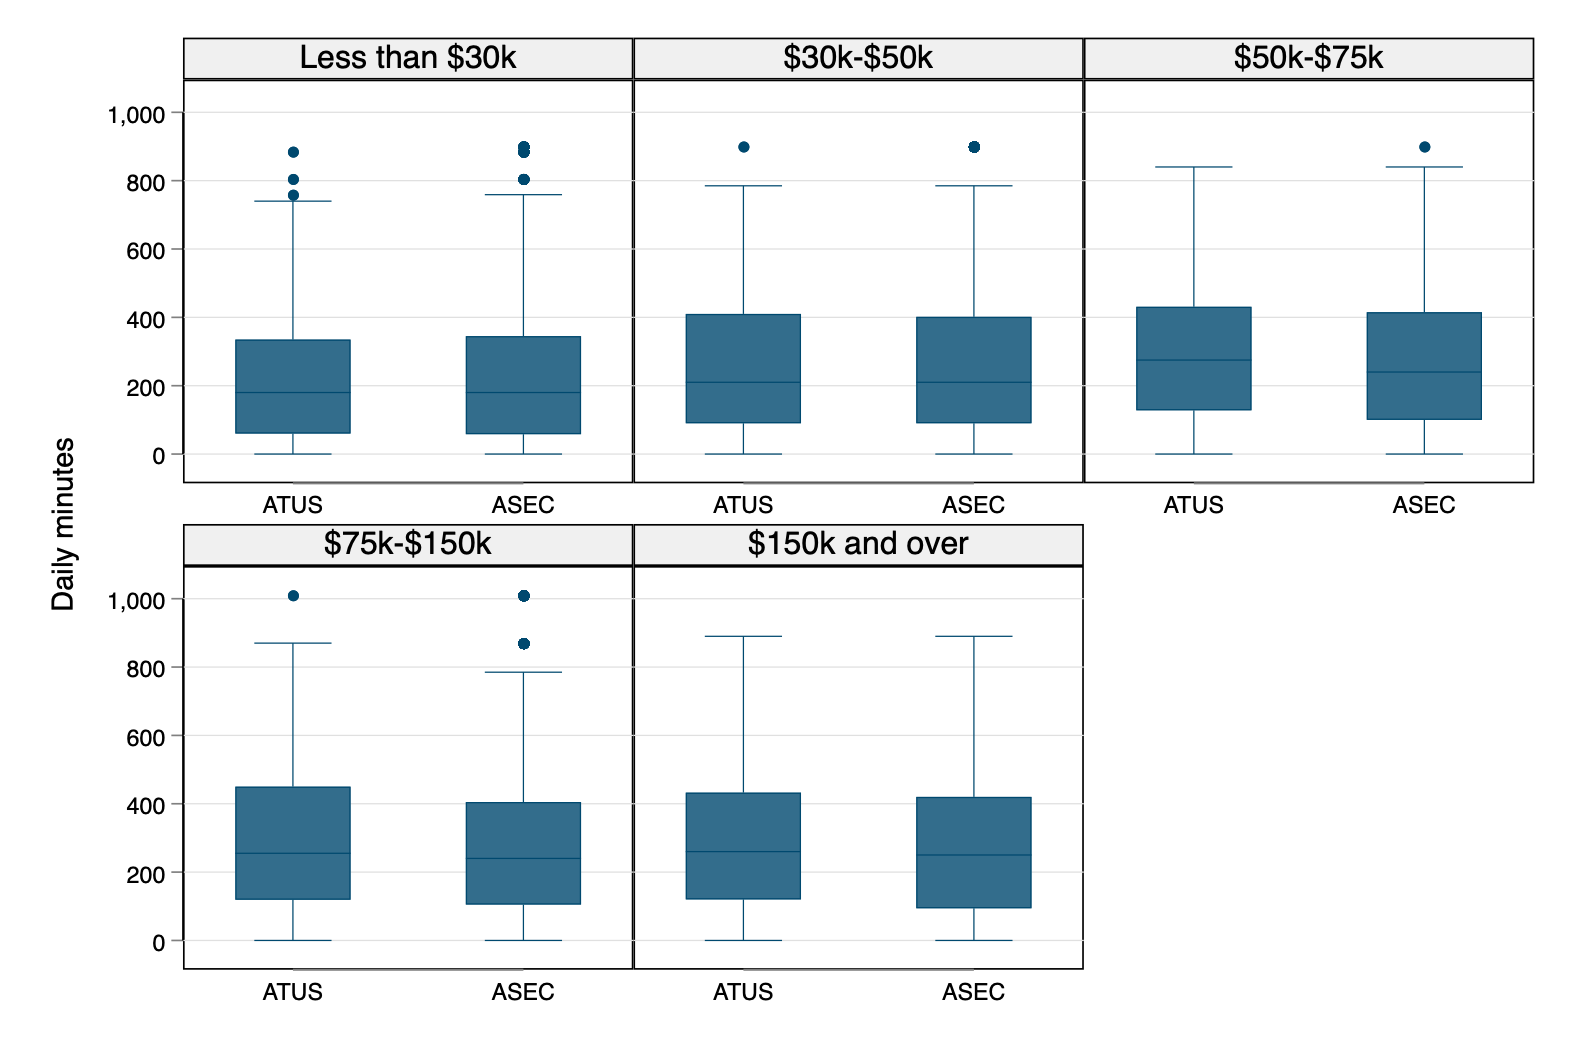 Less than $30k
$30k-$50k
$50k-$75k
1,000
800
600
400
200
0
ATUS
ASEC
ATUS
ASEC
ATUS
ASEC
Daily minutes
$75k-$150k
$150k and over
1,000
800
600
400
200
0
ATUS
ASEC
ATUS
ASEC